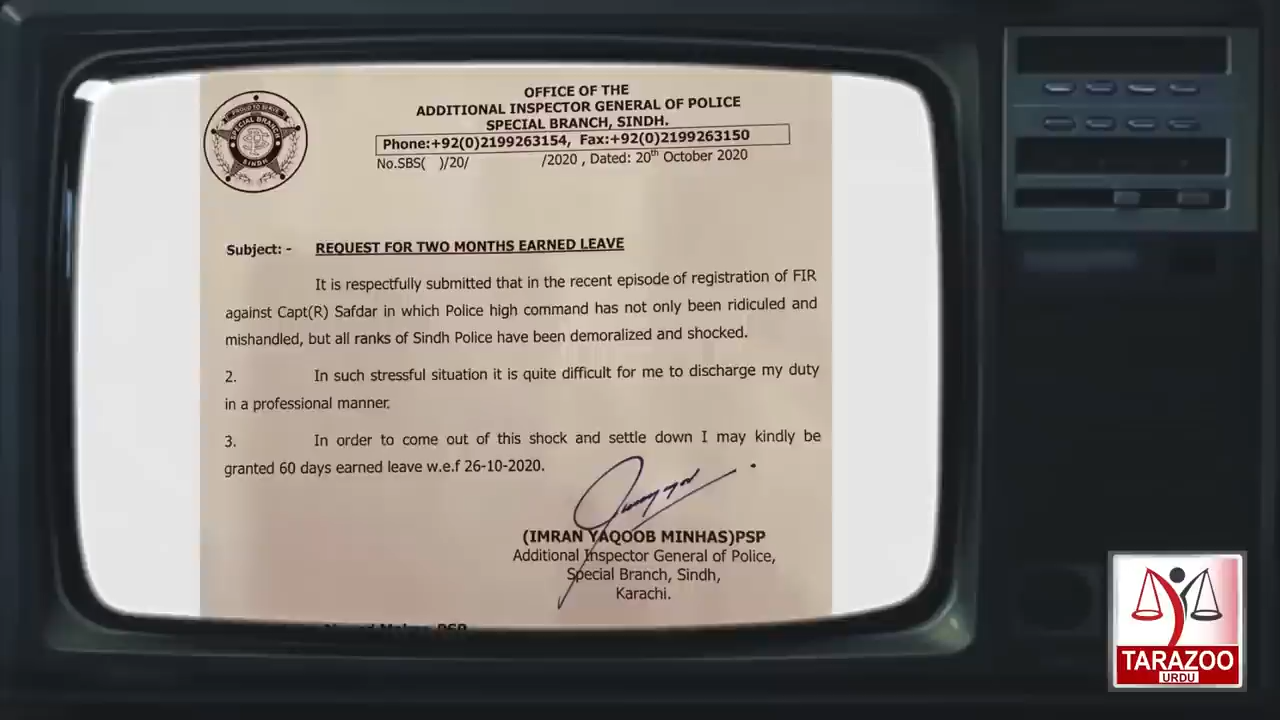 PROUD TO SERVE
SPECIAL BRANCH
SINDH
OFFICE OF THE
ADDITIONAL INSPECTOR GENERAL OF POLICE
SPECIAL BRANCH, SINDH.
Phone:+92(0)2199263154, Fax:+92(0)2199263150
No.SBS( )/20/ /2020 , Dated: 20th October 2020
Subject: - REQUEST FOR TWO MONTHS EARNED LEAVE
It is respectfully submitted that in the recent episode of registration of FIR
against Capt(R) Safdar in which Police high command has not only been ridiculed and
mishandled, but all ranks of Sindh Police have been demoralized and shocked.
2. In such stressful situation it is quite difficult for me to discharge my duty
in a professional manner.
3. In order to come out of this shock and settle down I may kindly be
granted 60 days earned leave w.e.f 26-10-2020.
(IMRAN YAQOOB MINHAS)PSP
Additional Inspector General of Police,
Special Branch, Sindh,
Karachi.
TARAZOO
URDU